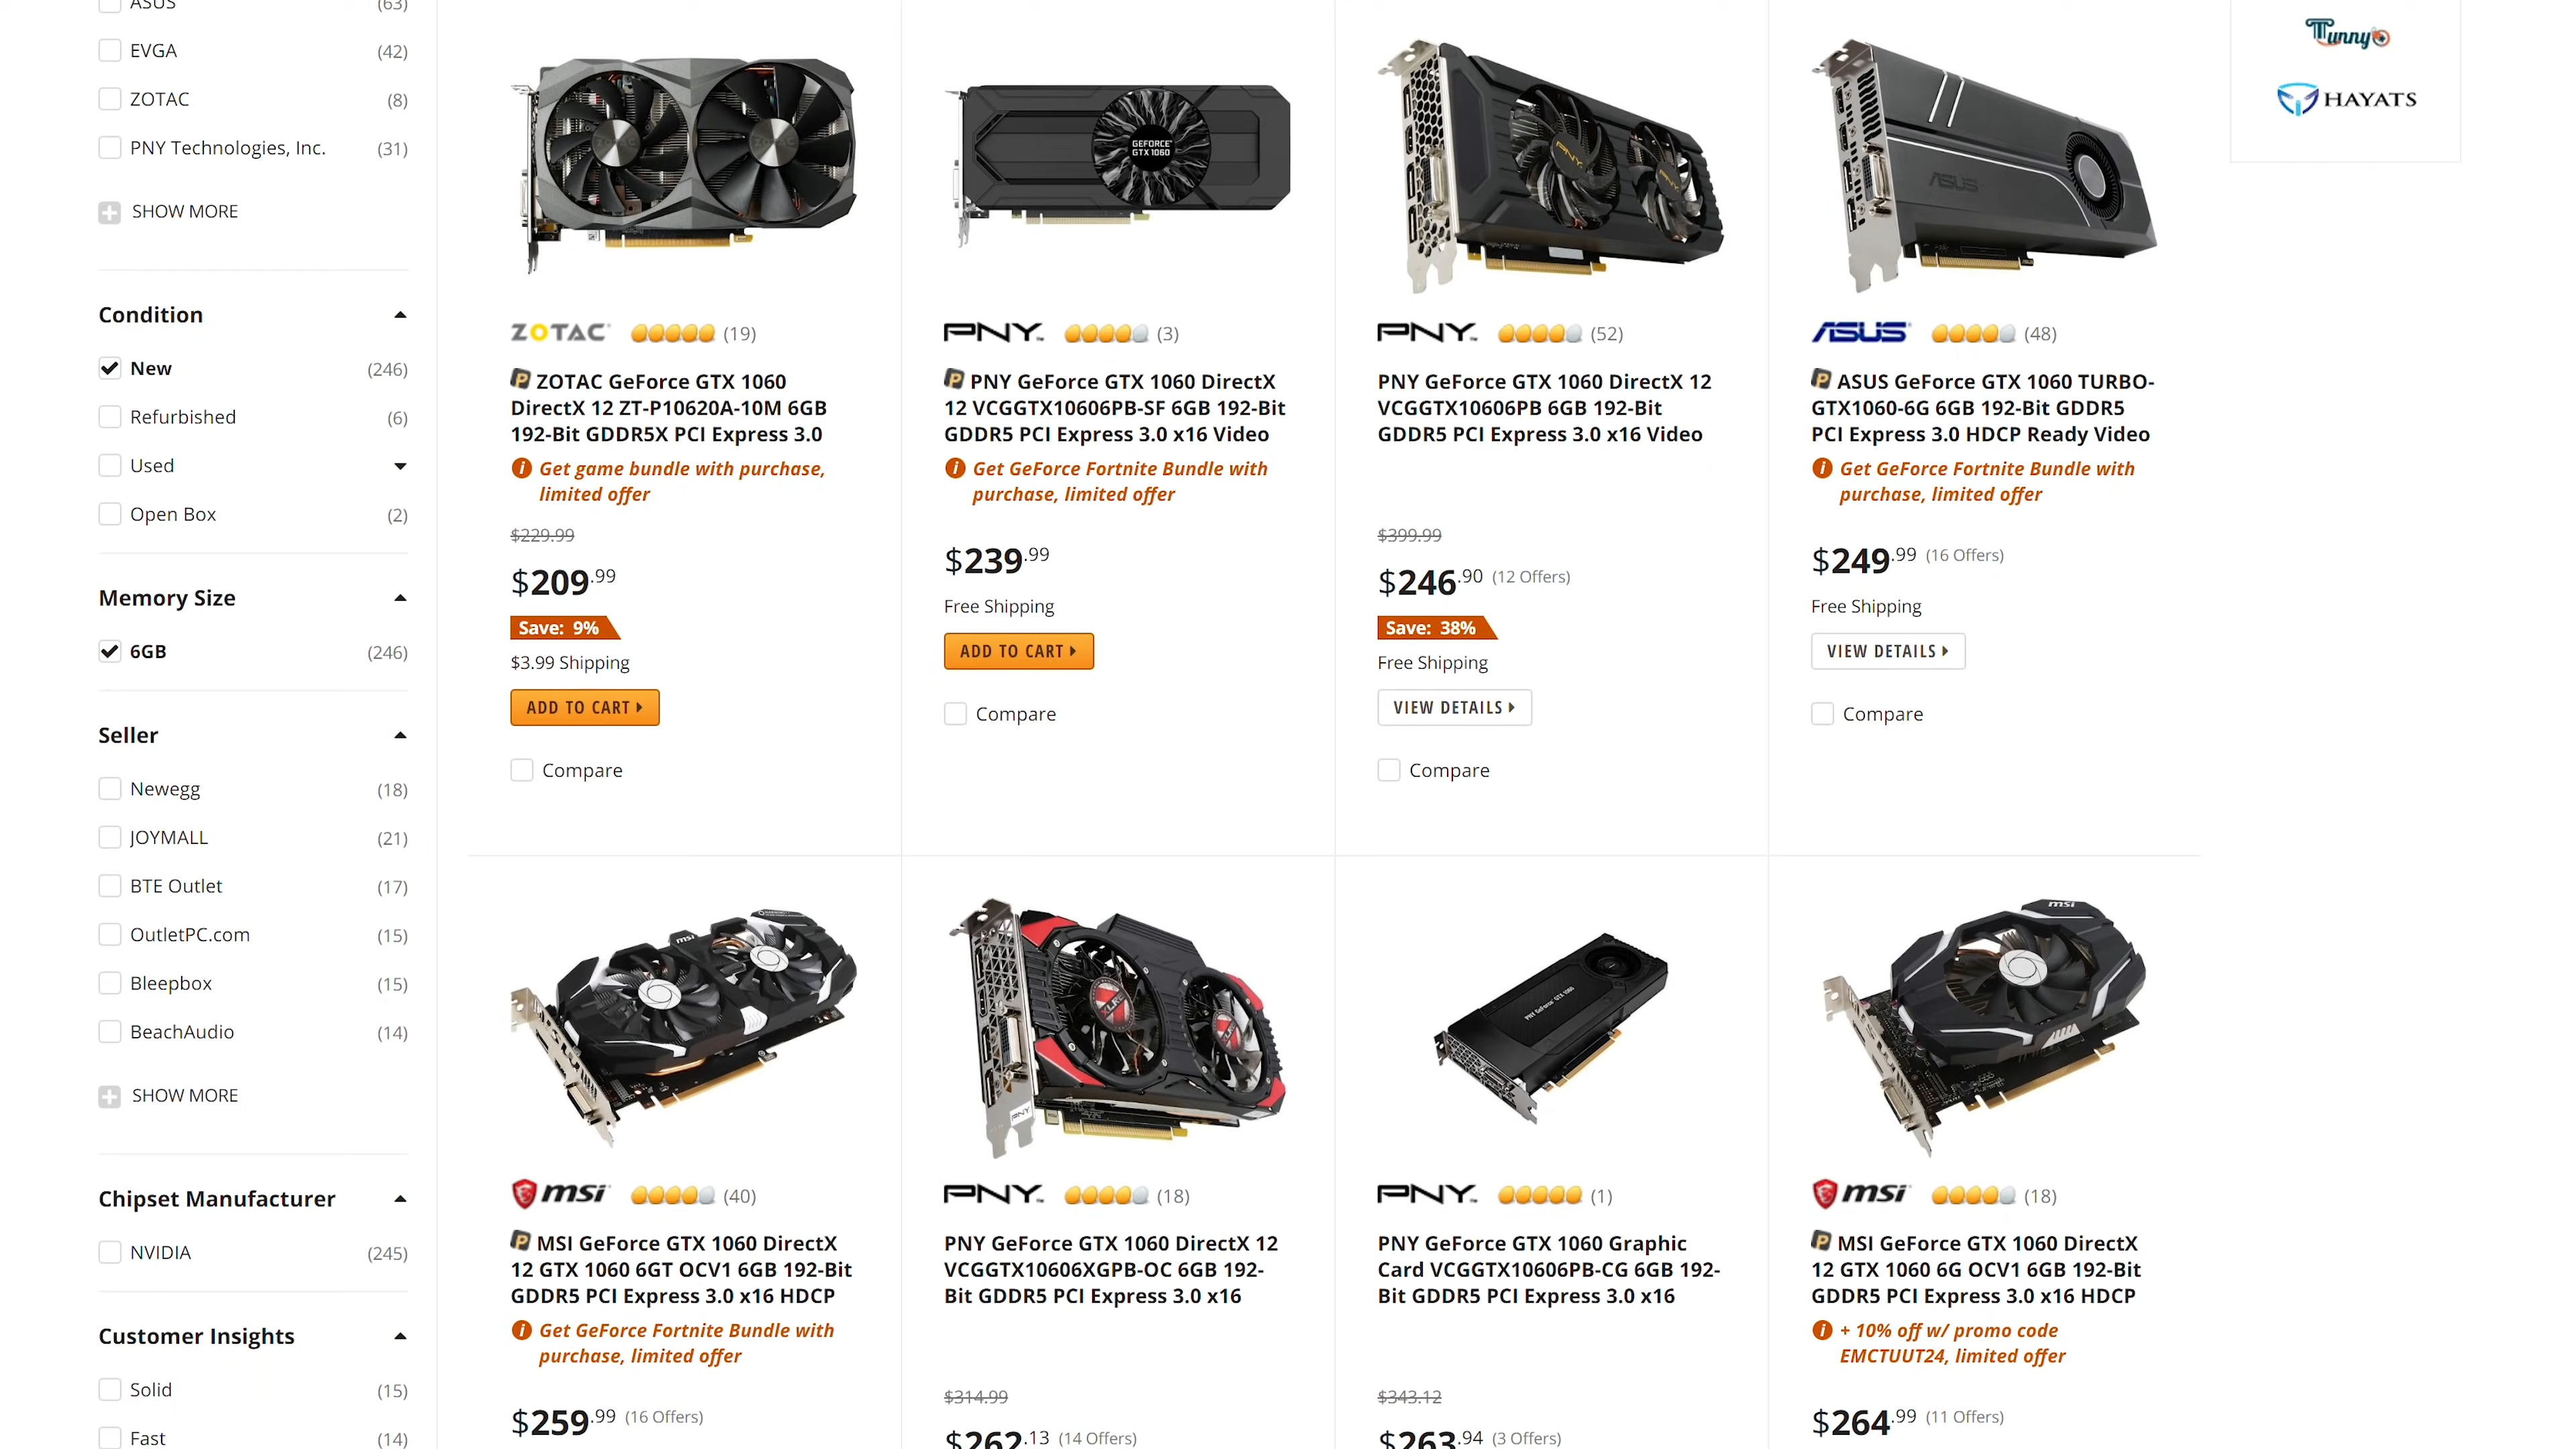 ASUS (63)
EVGA (42)
ZOTAC (8)
PNY Technologies, Inc. (31)
SHOW MORE
Condition
New (246)
Refurbished (6)
Used
Open Box (2)
Memory Size
6GB (246)
Seller
Newegg (18)
JOYMALL (21)
BTE Outlet (17)
OutletPC.com (15)
Bleepbox (15)
BeachAudio (14)
SHOW MORE
Chipset Manufacturer
NVIDIA (245)
Customer Insights
Solid (15)
Fast (14)
ZOTAC (19)
ZOTAC GeForce GTX 1060
DirectX 12 ZT-P10620A-10M 6GB
192-Bit GDDR5X PCI Express 3.0
Get game bundle with purchase,
limited offer
$229.99
$209.99
Save: 9%
$3.99 Shipping
ADD TO CART
Compare
GEFORCE
GTX 1060
PNY (3)
PNY GeForce GTX 1060 DirectX
12 VCGGTX10606PB-SF 6GB 192-Bit
GDDR5 PCI Express 3.0 x16 Video
Get GeForce Fortnite Bundle with
purchase, limited offer
$239.99
Free Shipping
ADD TO CART
Compare
PNY
PNY
PNY (52)
PNY GeForce GTX 1060 DirectX 12
VCGGTX10606PB 6GB 192-Bit
GDDR5 PCI Express 3.0 x16 Video
$399.99
$246.90 (12 Offers)
Save: 38%
Free Shipping
VIEW DETAILS
Compare
ASUS
ASUS (48)
ASUS GeForce GTX 1060 TURBO-
GTX1060-6G 6GB 192-Bit GDDR5
PCI Express 3.0 HDCP Ready Video
Get GeForce Fortnite Bundle with
purchase, limited offer
$249.99 (16 Offers)
Free Shipping
VIEW DETAILS
Compare
Tunny
HAYATS
msi
msi (40)
MSI GeForce GTX 1060 DirectX
12 GTX 1060 6GT OCV1 6GB 192-Bit
GDDR5 PCI Express 3.0 x16 HDCP
Get GeForce Fortnite Bundle with
purchase, limited offer
$259.99 (16 Offers)
PNY
PNY (18)
PNY GeForce GTX 1060 DirectX 12
VCGGTX10606XGPB-OC 6GB 192-
Bit GDDR5 PCI Express 3.0 x16
$314.99
$262.13 (14 Offers)
PNY GeForce GTX 1060
PNY (1)
PNY GeForce GTX 1060 Graphic
Card VCGGTX10606PB-CG 6GB 192-
Bit GDDR5 PCI Express 3.0 x16
$343.12
$263.94 (3 Offers)
msi
msi (18)
MSI GeForce GTX 1060 DirectX
12 GTX 1060 6G OCV1 6GB 192-Bit
GDDR5 PCI Express 3.0 x16 HDCP
+ 10% off w/ promo code
EMCTUUT24, limited offer
$264.99 (11 Offers)